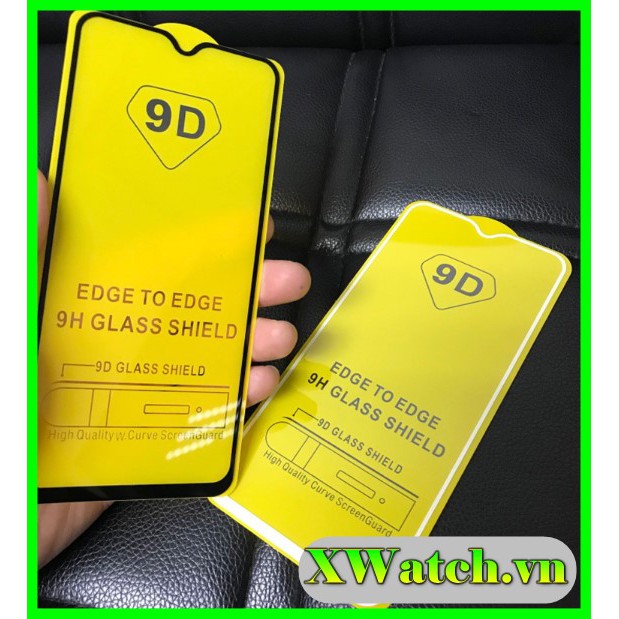 9D
EDGE TO EDGE
9H GLASS SHIELD
9D GLASS SHIELD
High Quality Curve ScreenGuard
9D
EDGE TO EDGE
9H GLASS SHIELD
9D GLASS SHIELD
High Quality Curve ScreenGuard
XWatch.vn